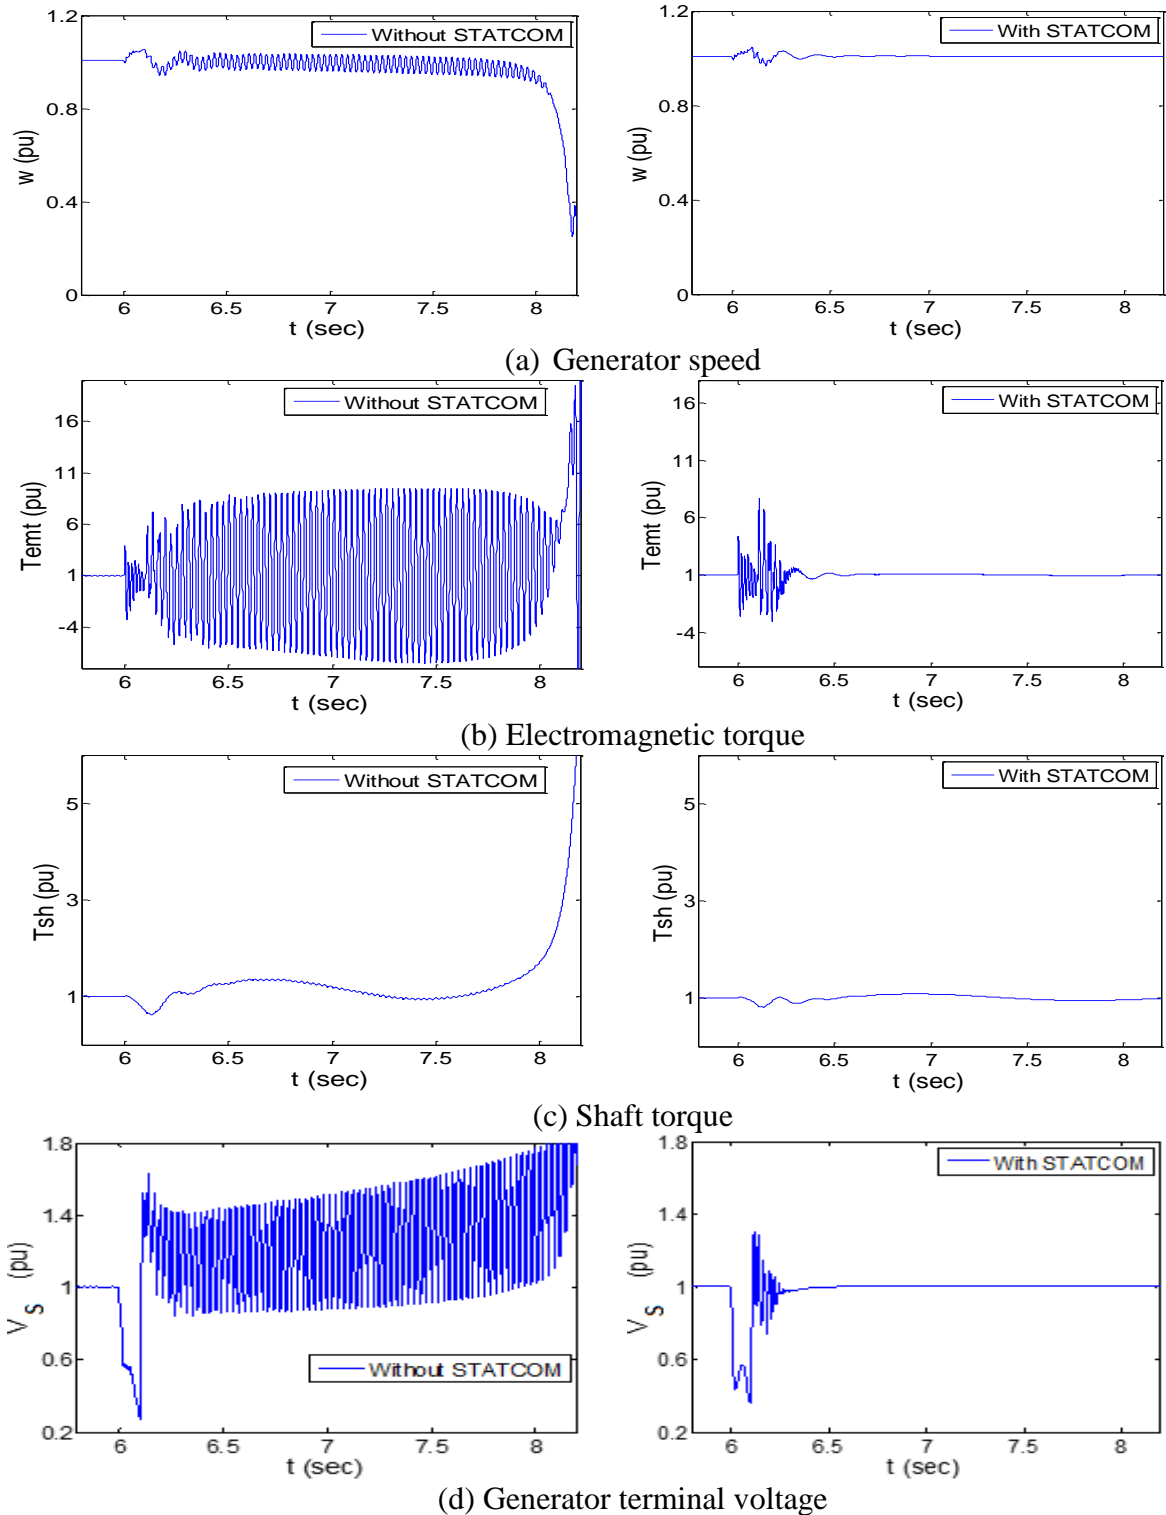 Without STATCOM
With STATCOM
1.2
0.8
0.4
0
w (pu)
6 6.5 7 7.5 8
t (sec)
1.2
0.8
0.4
0
w (pu)
6 6.5 7 7.5 8
t (sec)
(a) Generator speed
Without STATCOM
With STATCOM
16
11
6
1
-4
Temt (pu)
6 6.5 7 7.5 8
t (sec)
16
11
6
1
-4
Temt (pu)
6 6.5 7 7.5 8
t (sec)
(b) Electromagnetic torque
Without STATCOM
With STATCOM
5
3
1
Tsh (pu)
6 6.5 7 7.5 8
t (sec)
5
3
1
Tsh (pu)
6 6.5 7 7.5 8
t (sec)
(c) Shaft torque
1.8
1.4
1
0.6
0.2
Vs (pu)
Without STATCOM
6 6.5 7 7.5 8
t (sec)
With STATCOM
1.8
1.4
1
0.6
0.2
Vs (pu)
6 6.5 7 7.5 8
t (sec)
(d) Generator terminal voltage